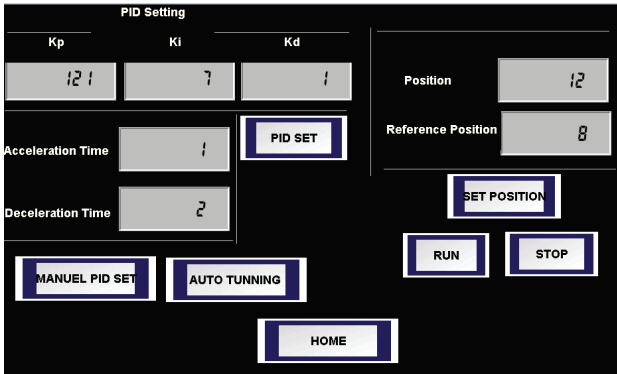 PID Setting
Kp Ki Kd
121 7 1
Position 12
Reference Position 8
Acceleration Time 1
PID SET
Deceleration Time 2
SET POSITION
RUN STOP
MANUEL PID SET AUTO TUNNING
HOME